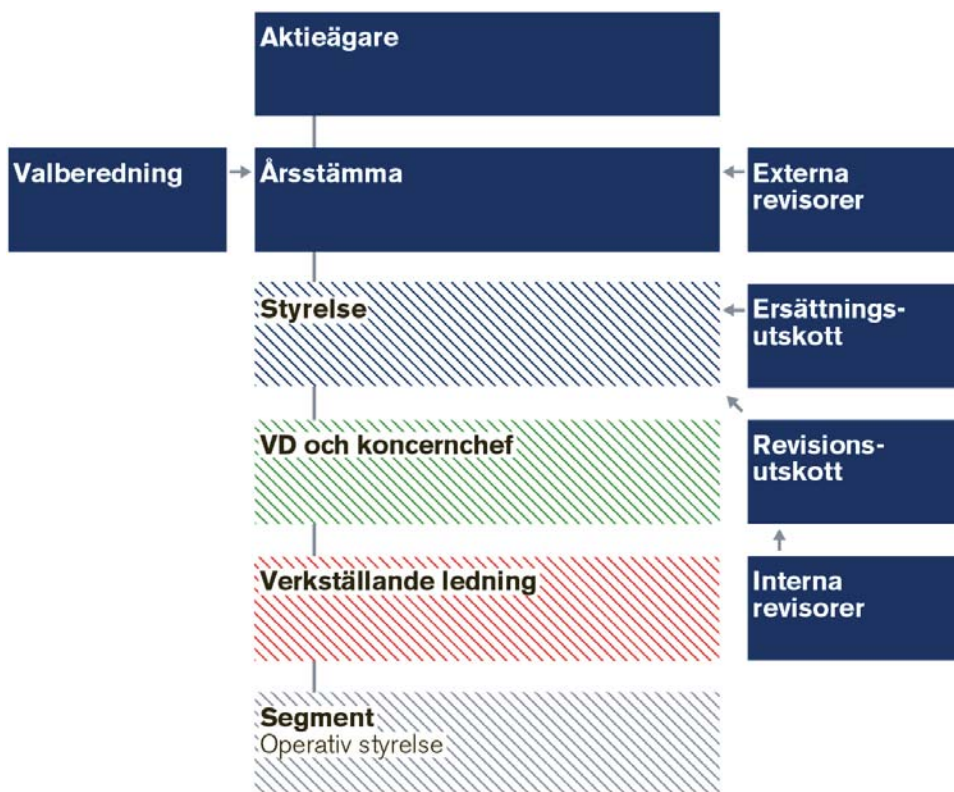 Aktieägare
Valberedning
Årsstämma
Externa
revisorer
Styrelse
Ersättnings-
utskott
VD och koncernchef
Revisions-
utskott
Verkställande ledning
Interna
revisorer
Segment
Operativ styrelse